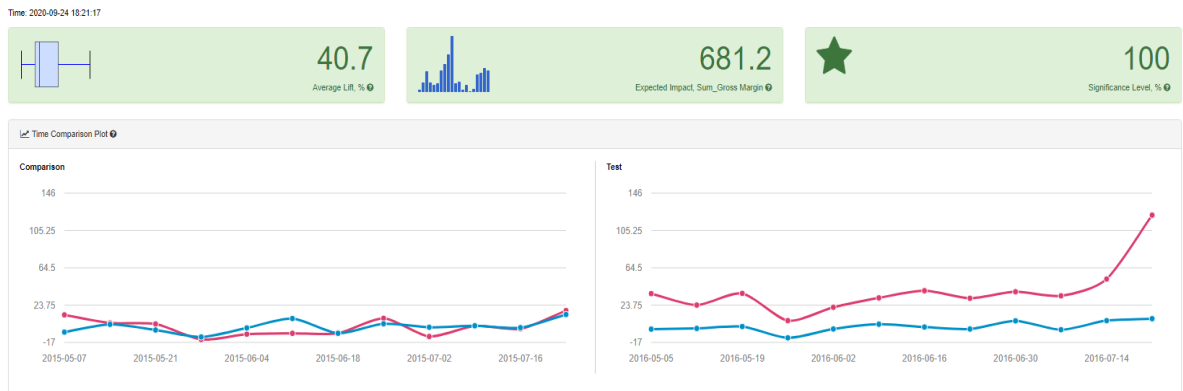 Time: 2020-09-24 18:21:17
40.7
Average Lift, %
681.2
Expected Impact, Sum_Gross Margin
100
Significance Level, %
Time Comparison Plot
Comparison
146
105.25
64.5
23.75
-17
2015-05-07 2015-05-21 2015-06-04 2015-06-18 2015-07-02 2015-07-16
Test
146
105.25
64.5
23.75
-17
2016-05-05 2016-05-19 2016-06-02 2016-06-16 2016-06-30 2016-07-14